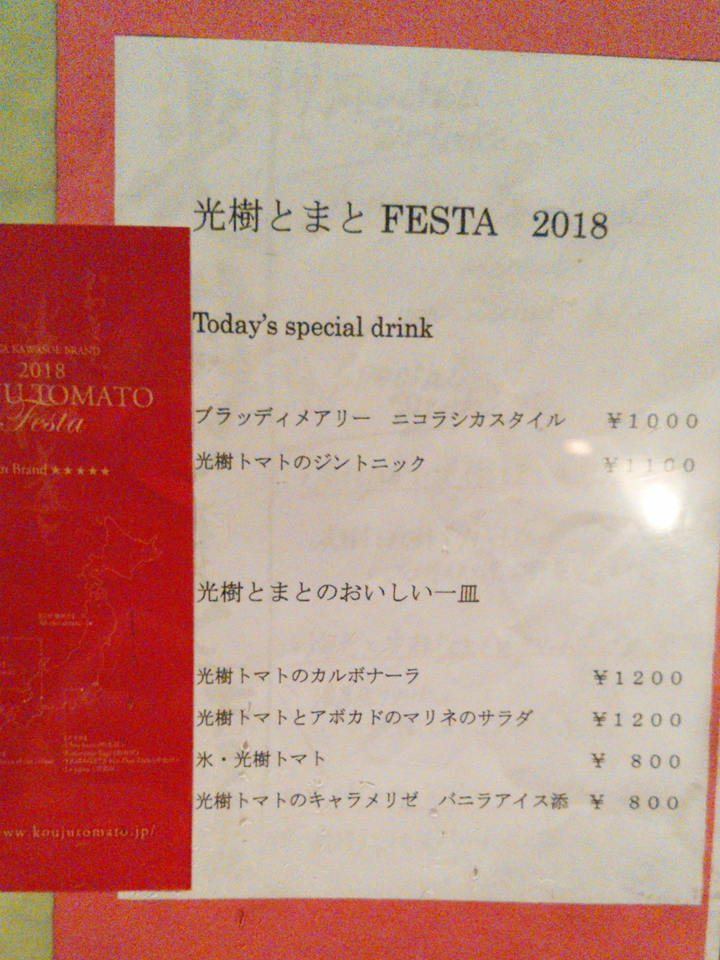 光樹とまと FESTA 2018
Today's special drink
ブラッディメアリー ニコラシカスタイル ￥1000
光樹トマトのジントニック ￥1100
光樹とまとのおいしい一皿
光樹トマトのカルボナーラ ￥1200
光樹トマトとアボカドのマリネのサラダ ￥1200
氷・光樹トマト ￥ 800
光樹トマトのキャラメリゼ バニラアイス添 ￥ 800
KAWASOE BRAND
2018
TOMATO
Festa
Brand ★★★★★
www.koujutomato.jp/